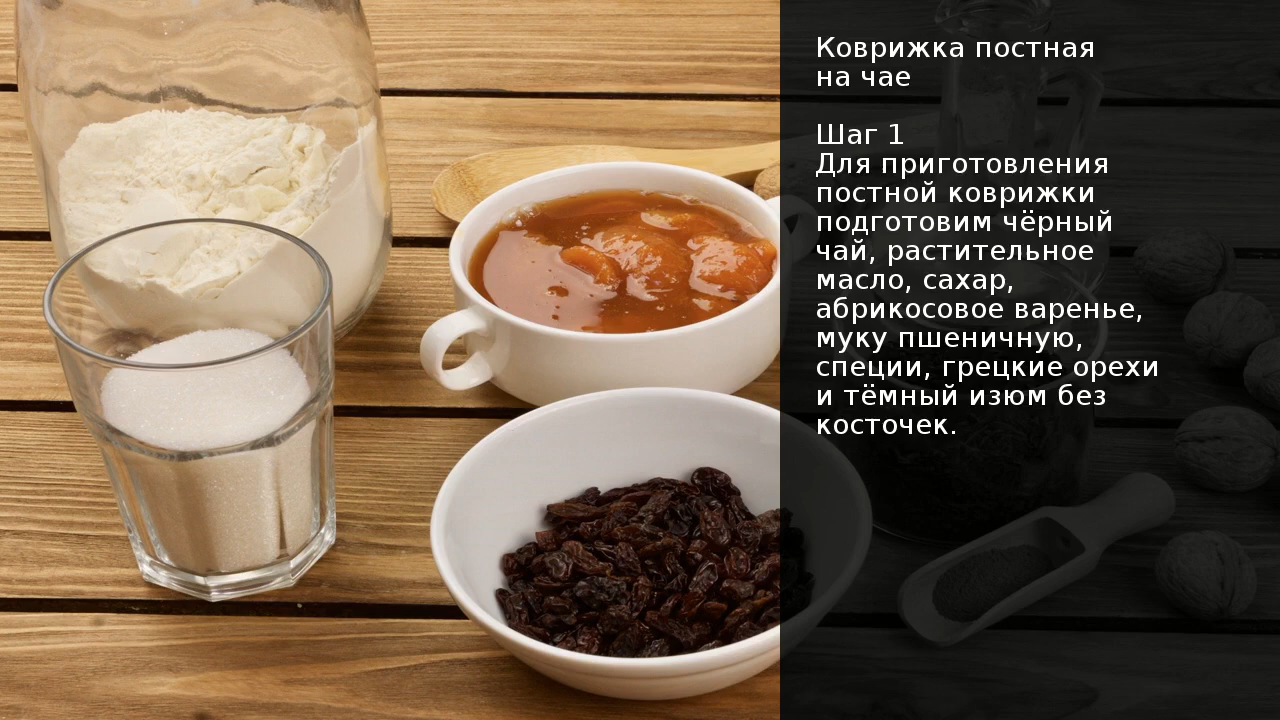 Коврижка постная
на чае
Шаг 1
Для приготовления
постной коврижки
подготовим чёрный
чай, растительное
масло, сахар,
абрикосовое варенье,
муку пшеничную,
специи, грецкие орехи
и тёмный изюм без
косточек.